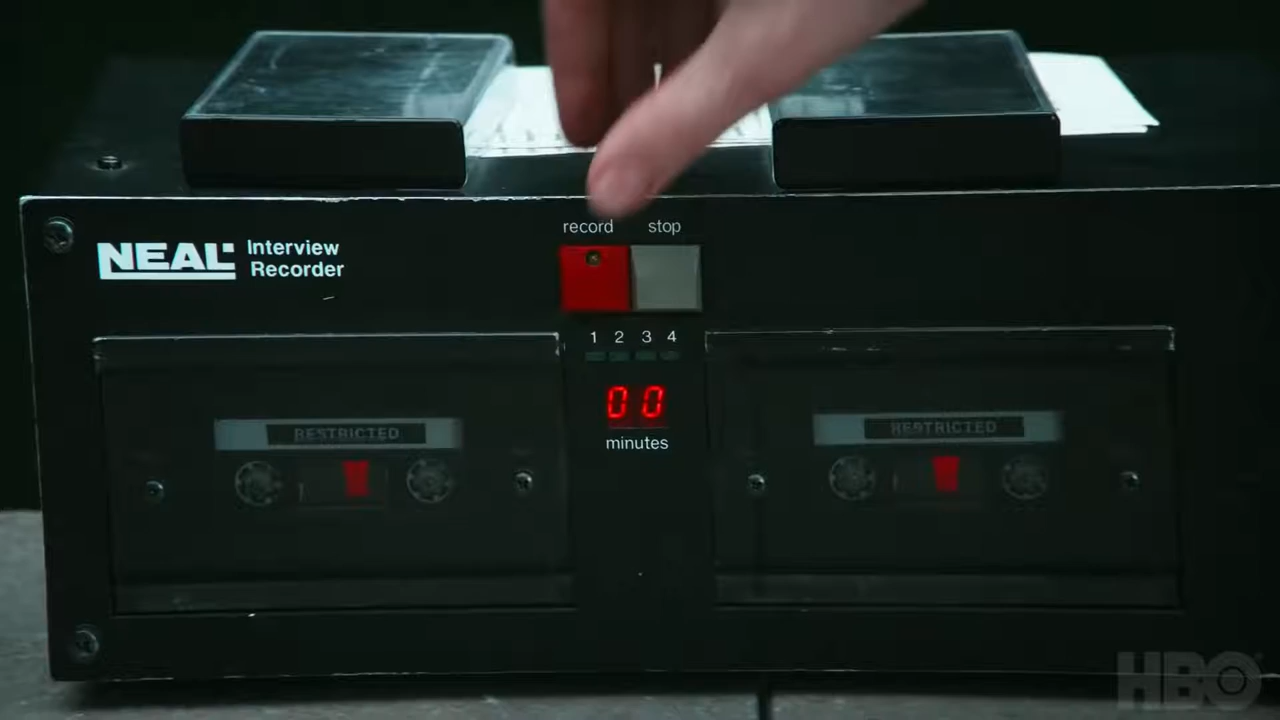 record stop
NEAL Interview
Recorder
1 2 3 4
00
minutes
RESTRICTED
RESTRICTED
HBO